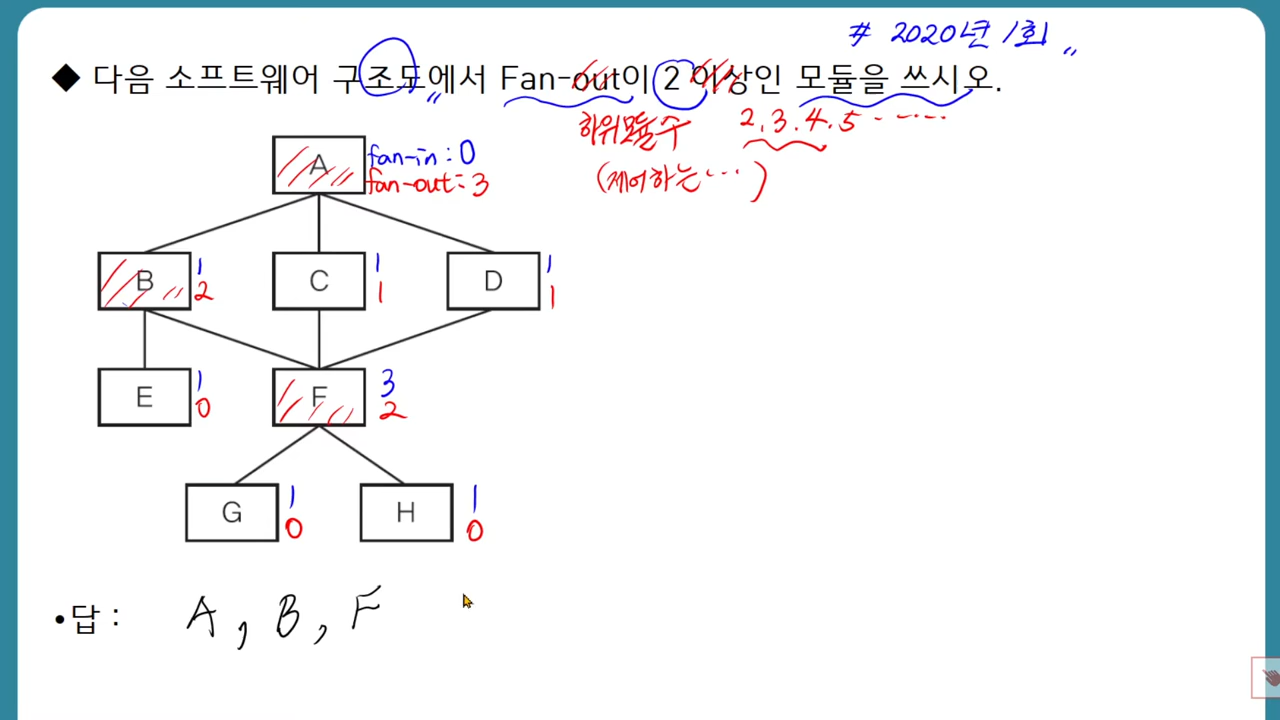 # 2020년 1회 "
◆ 다음 소프트웨어 구조도에서 Fan-out이 2 이상인 모듈을 쓰시오.
하위모듈수 2. 3. 4. 5 ·······
(제어하는···)
A fan-in : 0
fan-out : 3
B 1 2
C 1 1
D 1 1
E 1 0
F 3 2
G 1 0
H 1 0
•답 : A, B, F